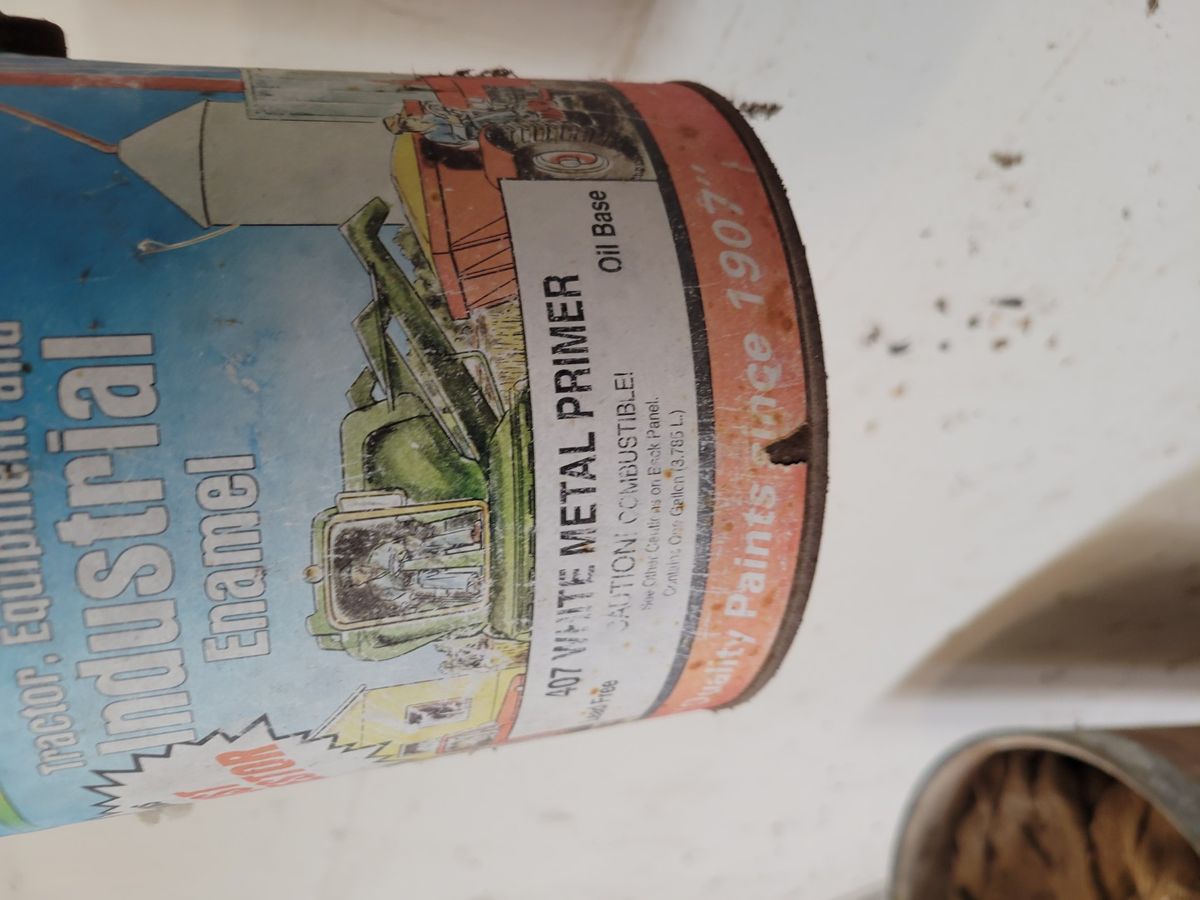 Tractor, Equipment and
Industrial
Enamel
407 WHITE METAL PRIMER
Oil Base
CAUTION! COMBUSTIBLE!
See Other Cautions on Back Panel.
Contains One Gallon (3.785 L.)
Free
Quality Paints since 1907"